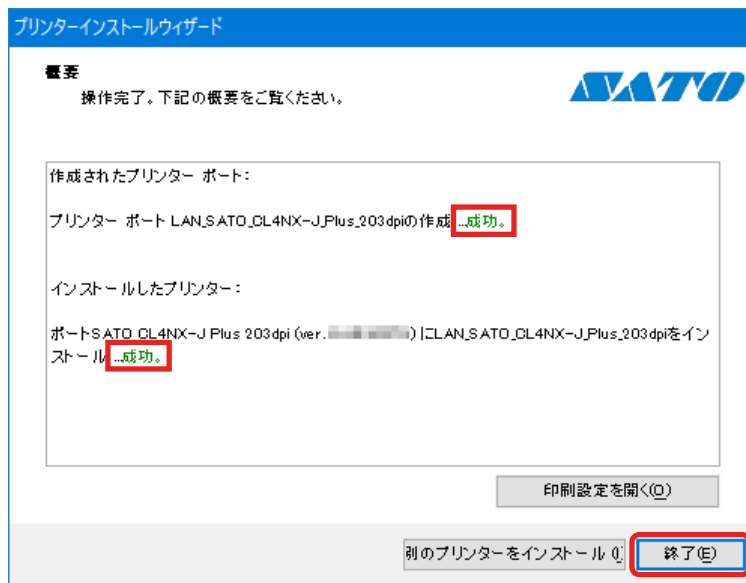 プリンターインストールウィザード
概要
操作完了。下記の概要をご覧ください。
SATO
作成されたプリンター ポート:
プリンター ポート LAN_SATO_CL4NX-J_Plus_203dpiの作成 ...成功。
インストールしたプリンター:
ポートSATO CL4NX-J Plus 203dpi (ver. ) にLAN_SATO_CL4NX-J_Plus_203dpiをイン
ストール ...成功。
印刷設定を開く(O)
別のプリンターをインストール (I)
終了(E)